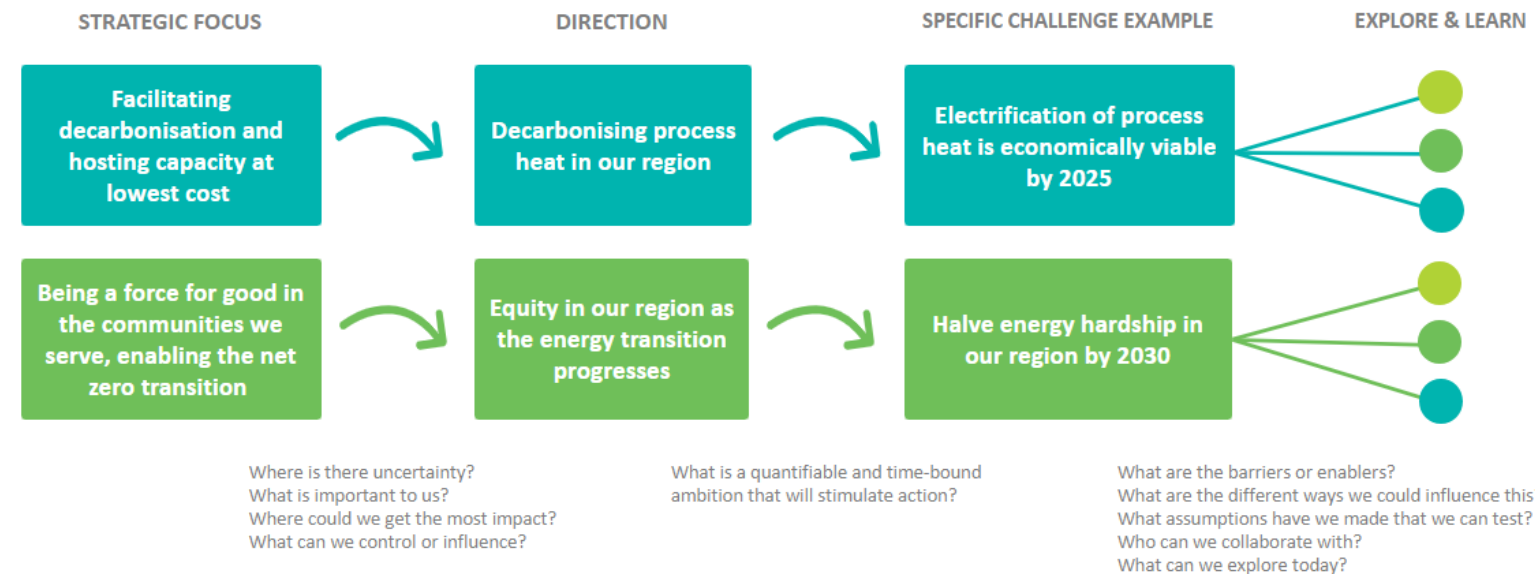 STRATEGIC FOCUS
DIRECTION
SPECIFIC CHALLENGE EXAMPLE
EXPLORE & LEARN
Facilitating
decarbonisation and
hosting capacity at
lowest cost
Decarbonising process
heat in our region
Electrification of process
heat is economically viable
by 2025
Being a force for good in
the communities we
serve, enabling the net
zero transition
Equity in our region as
the energy transition
progresses
Halve energy hardship in
our region by 2030
Where is there uncertainty?
What is important to us?
Where could we get the most impact?
What can we control or influence?
What is a quantifiable and time-bound
ambition that will stimulate action?
What are the barriers or enablers?
What are the different ways we could influence this
What assumptions have we made that we can test?
Who can we collaborate with?
What can we explore today?